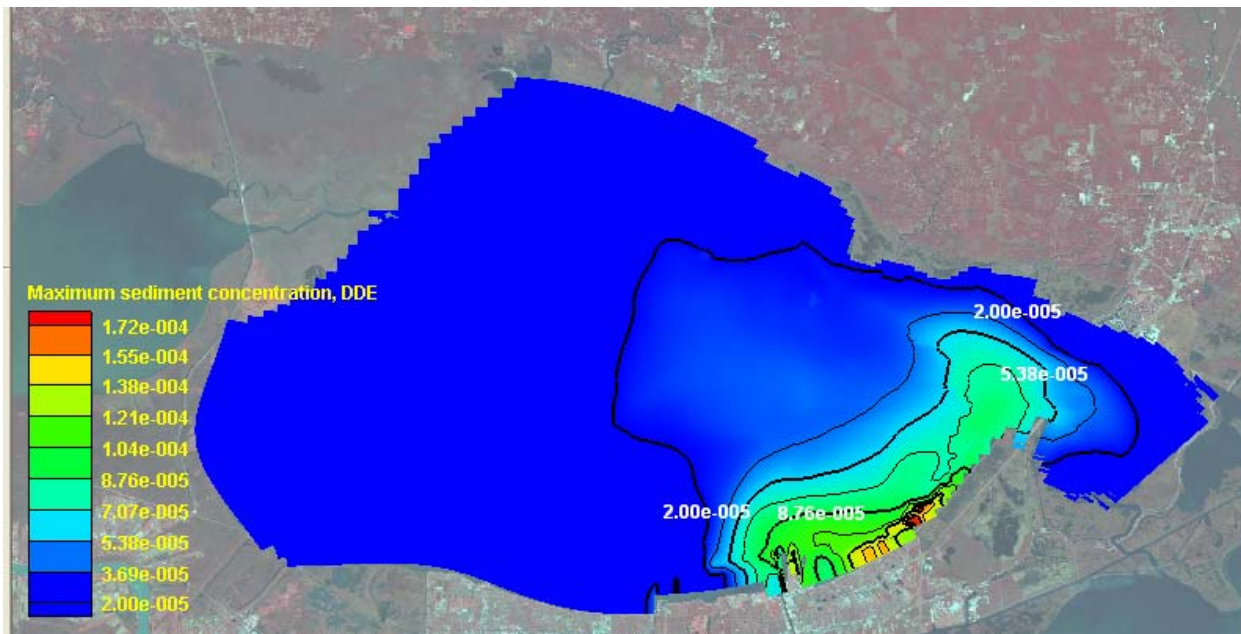 Maximum sediment concentration, DDE
1.72e-004
1.55e-004
1.38e-004
1.21e-004
1.04e-004
8.76e-005
7.07e-005
5.38e-005
3.69e-005
2.00e-005
2.00e-005
5.38e-005
2.00e-005
8.76e-005